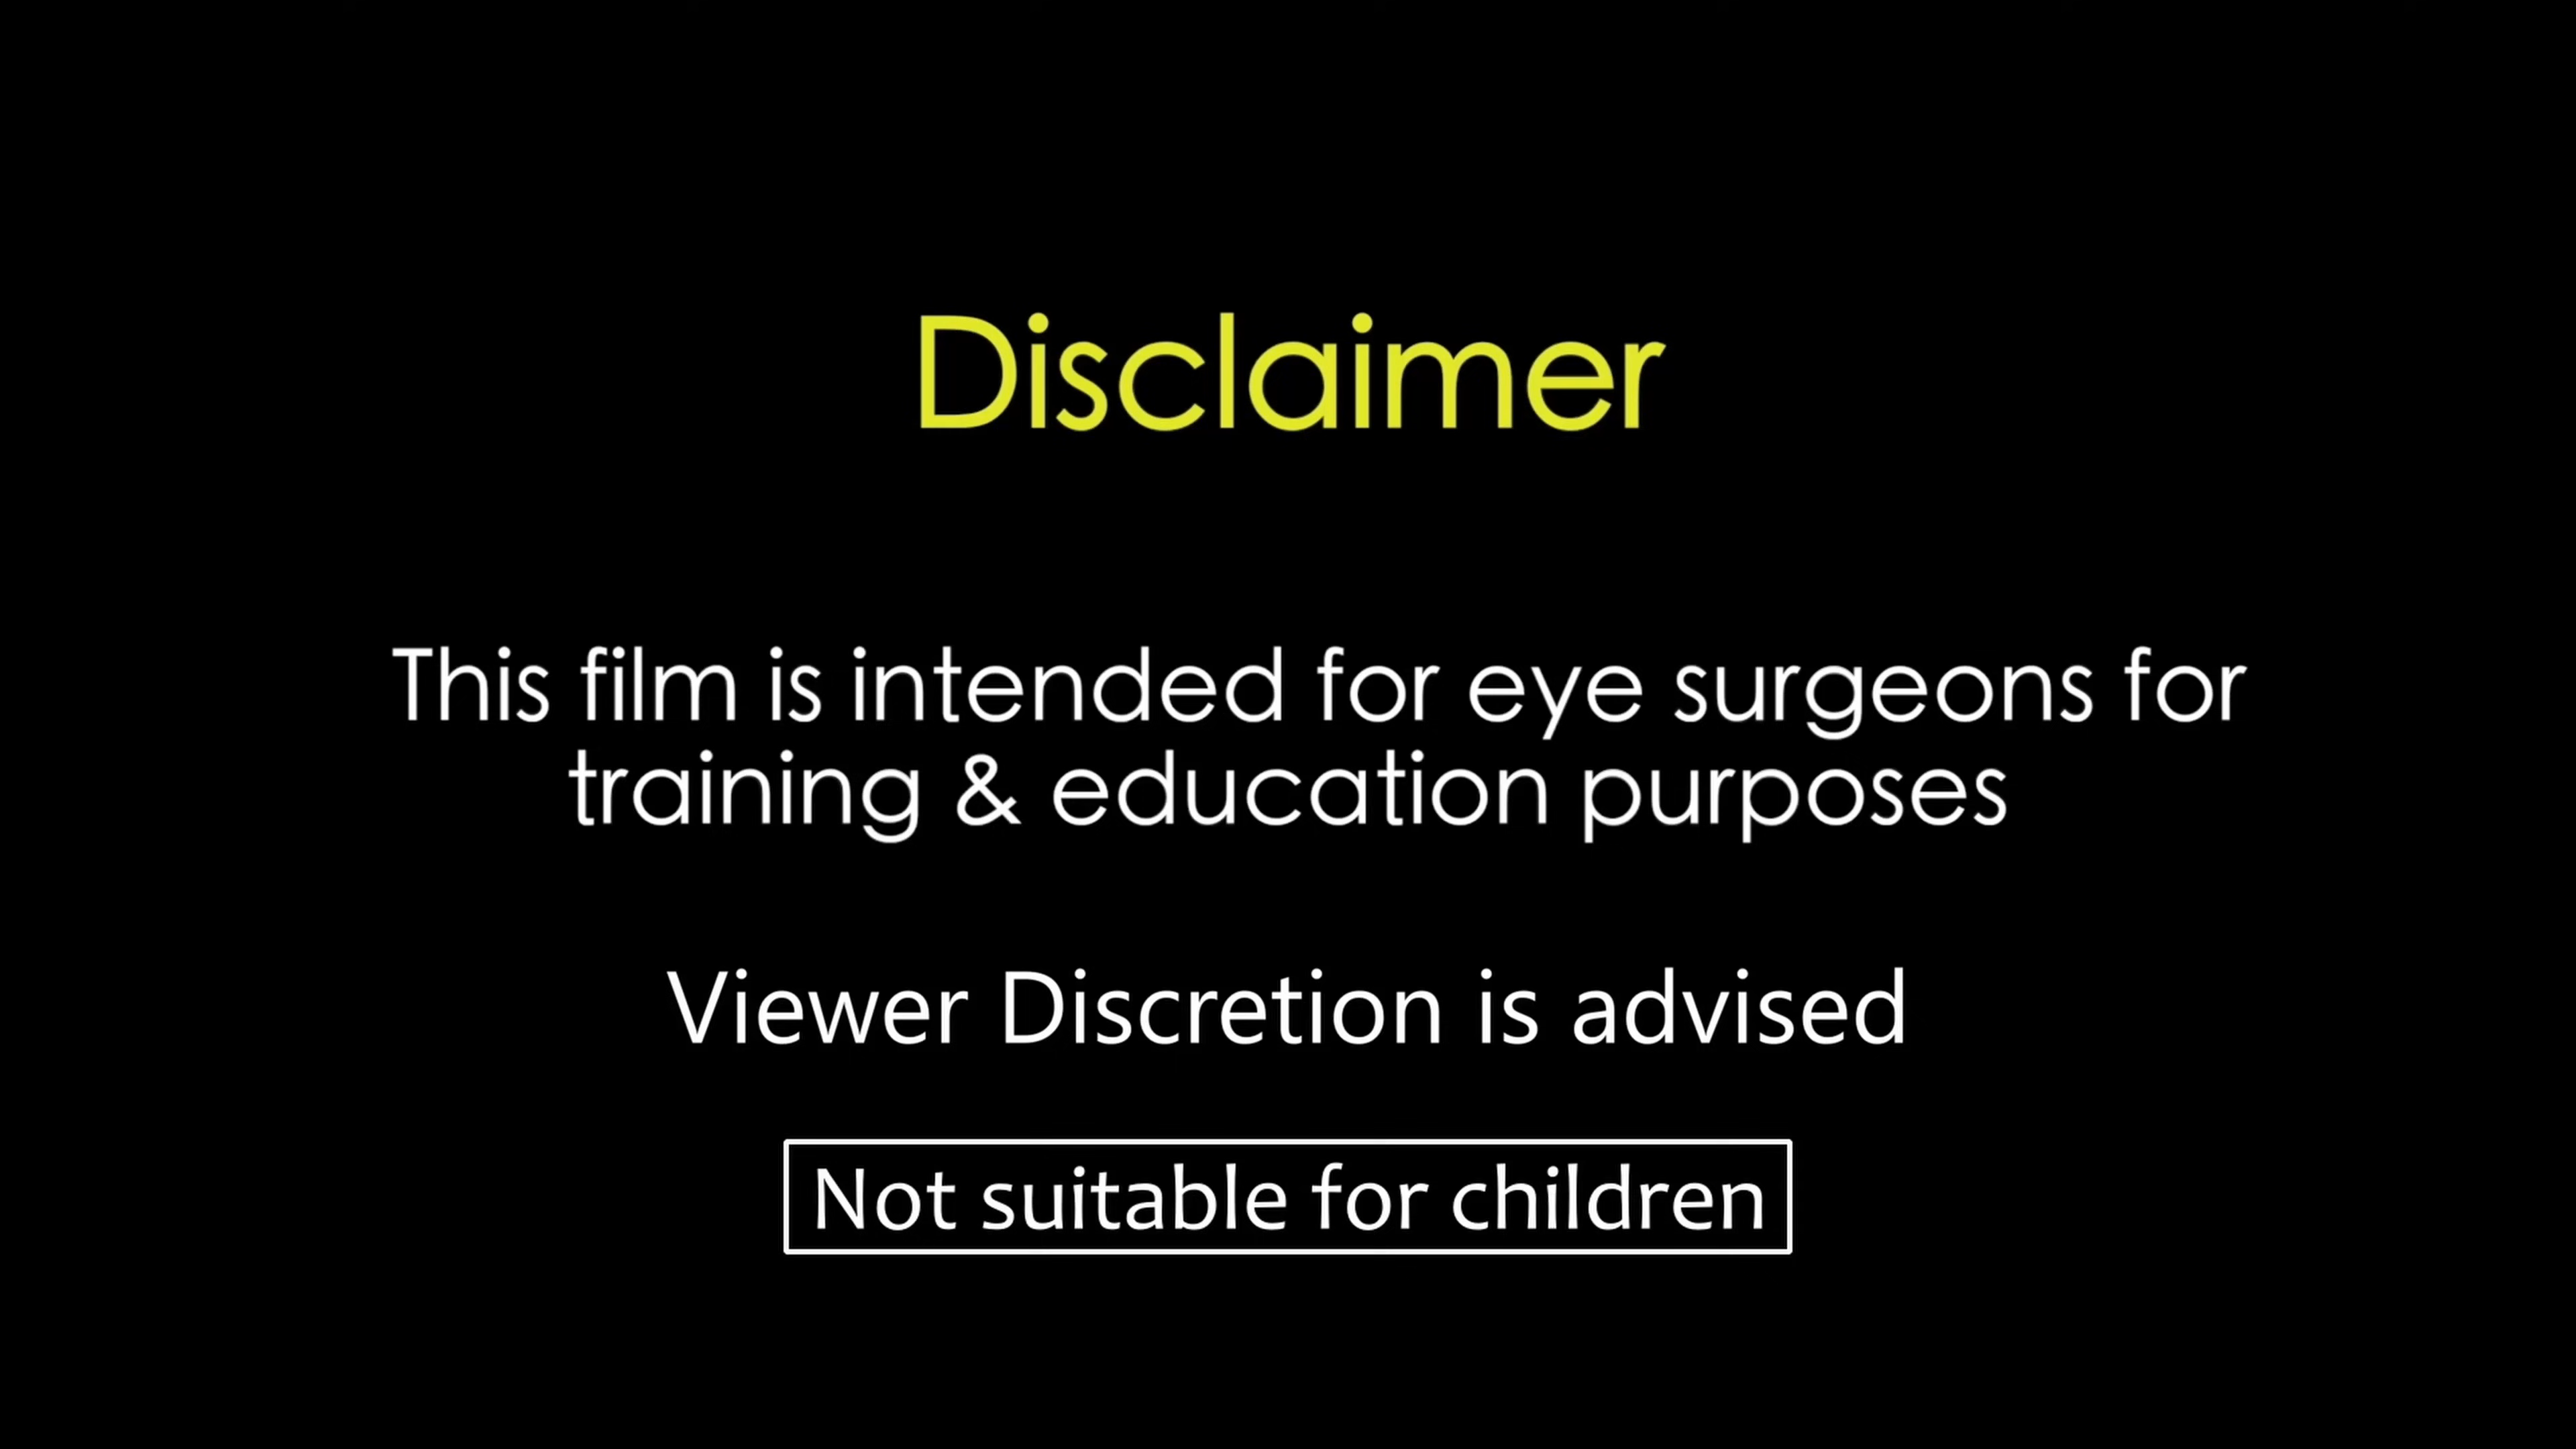 Disclaimer
This film is intended for eye surgeons for
training & education purposes
Viewer Discretion is advised
Not suitable for children